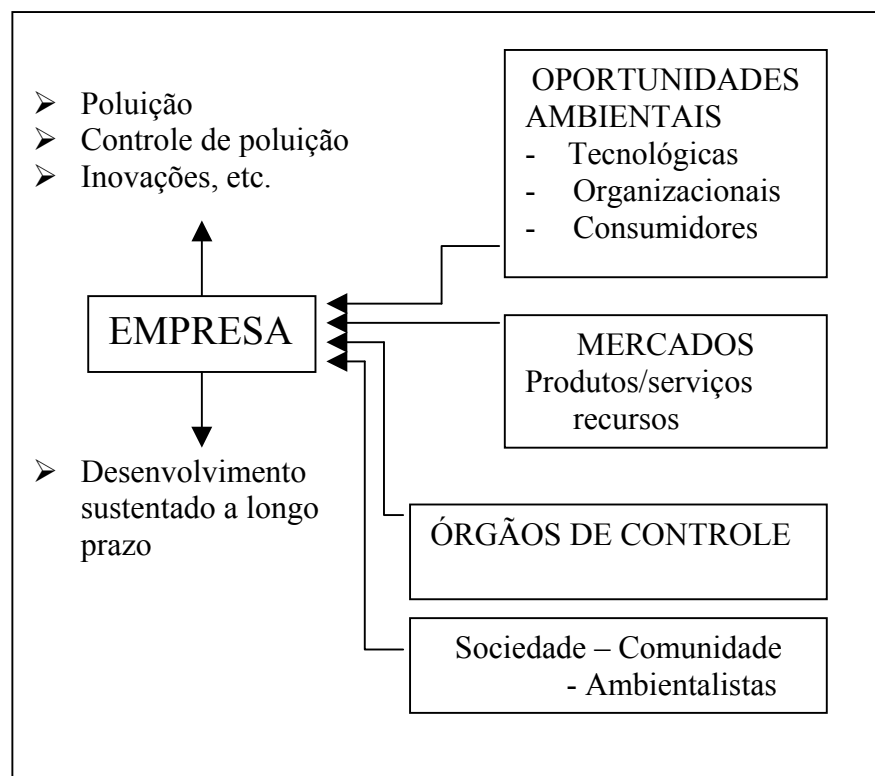 ➢ Poluição
➢ Controle de poluição
➢ Inovações, etc.
EMPRESA
➢ Desenvolvimento
sustentado a longo
prazo
OPORTUNIDADES
AMBIENTAIS
- Tecnológicas
- Organizacionais
- Consumidores
MERCADOS
Produtos/serviços
recursos
ÓRGÃOS DE CONTROLE
Sociedade – Comunidade
- Ambientalistas